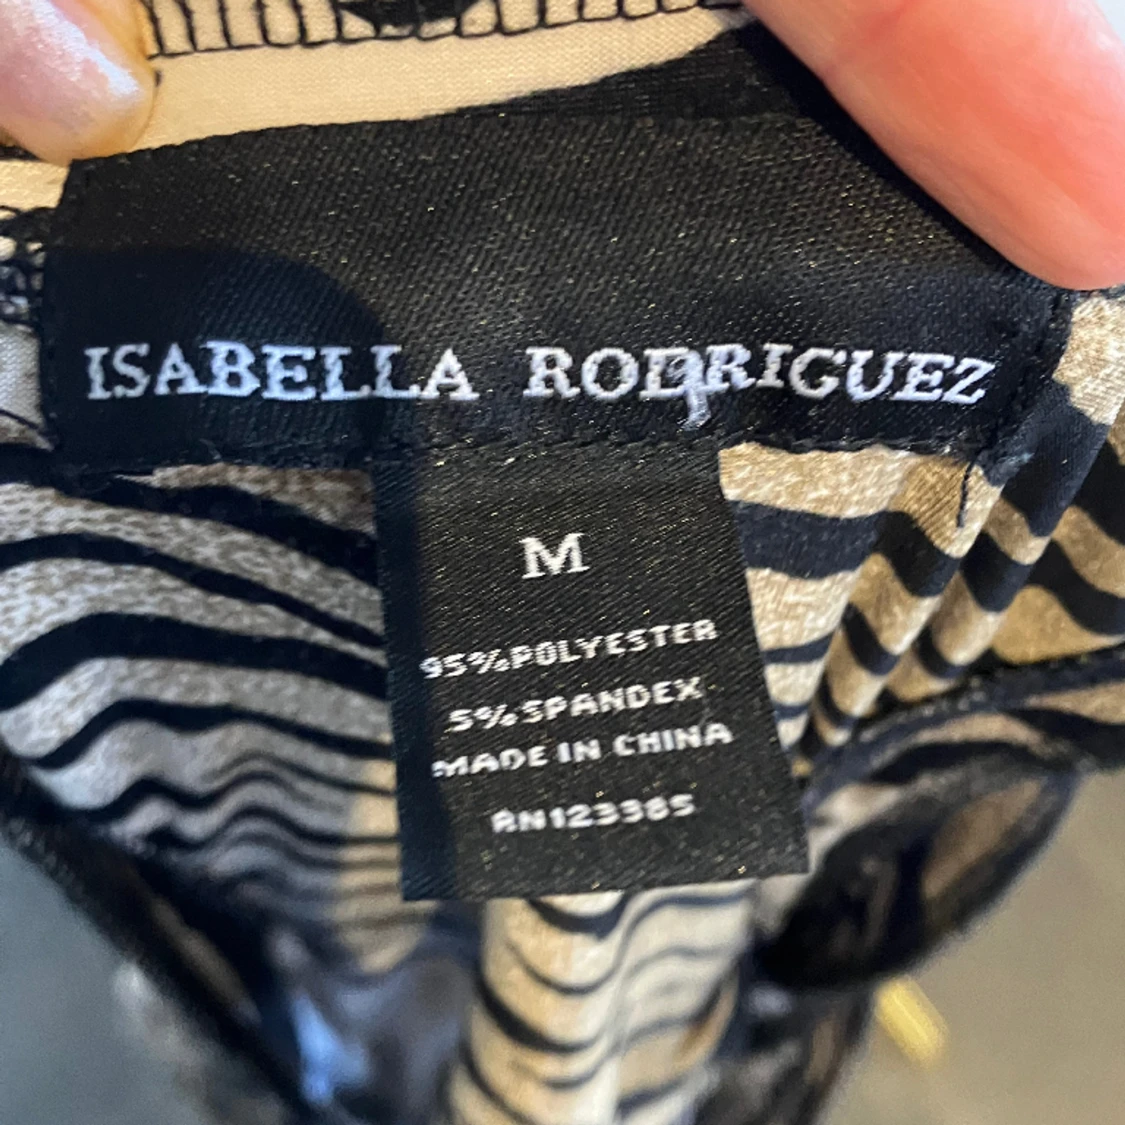 ISABELLA RODRIGUEZ
M
95%POLYESTER
5%SPANDEX
MADE IN CHINA
RN123385